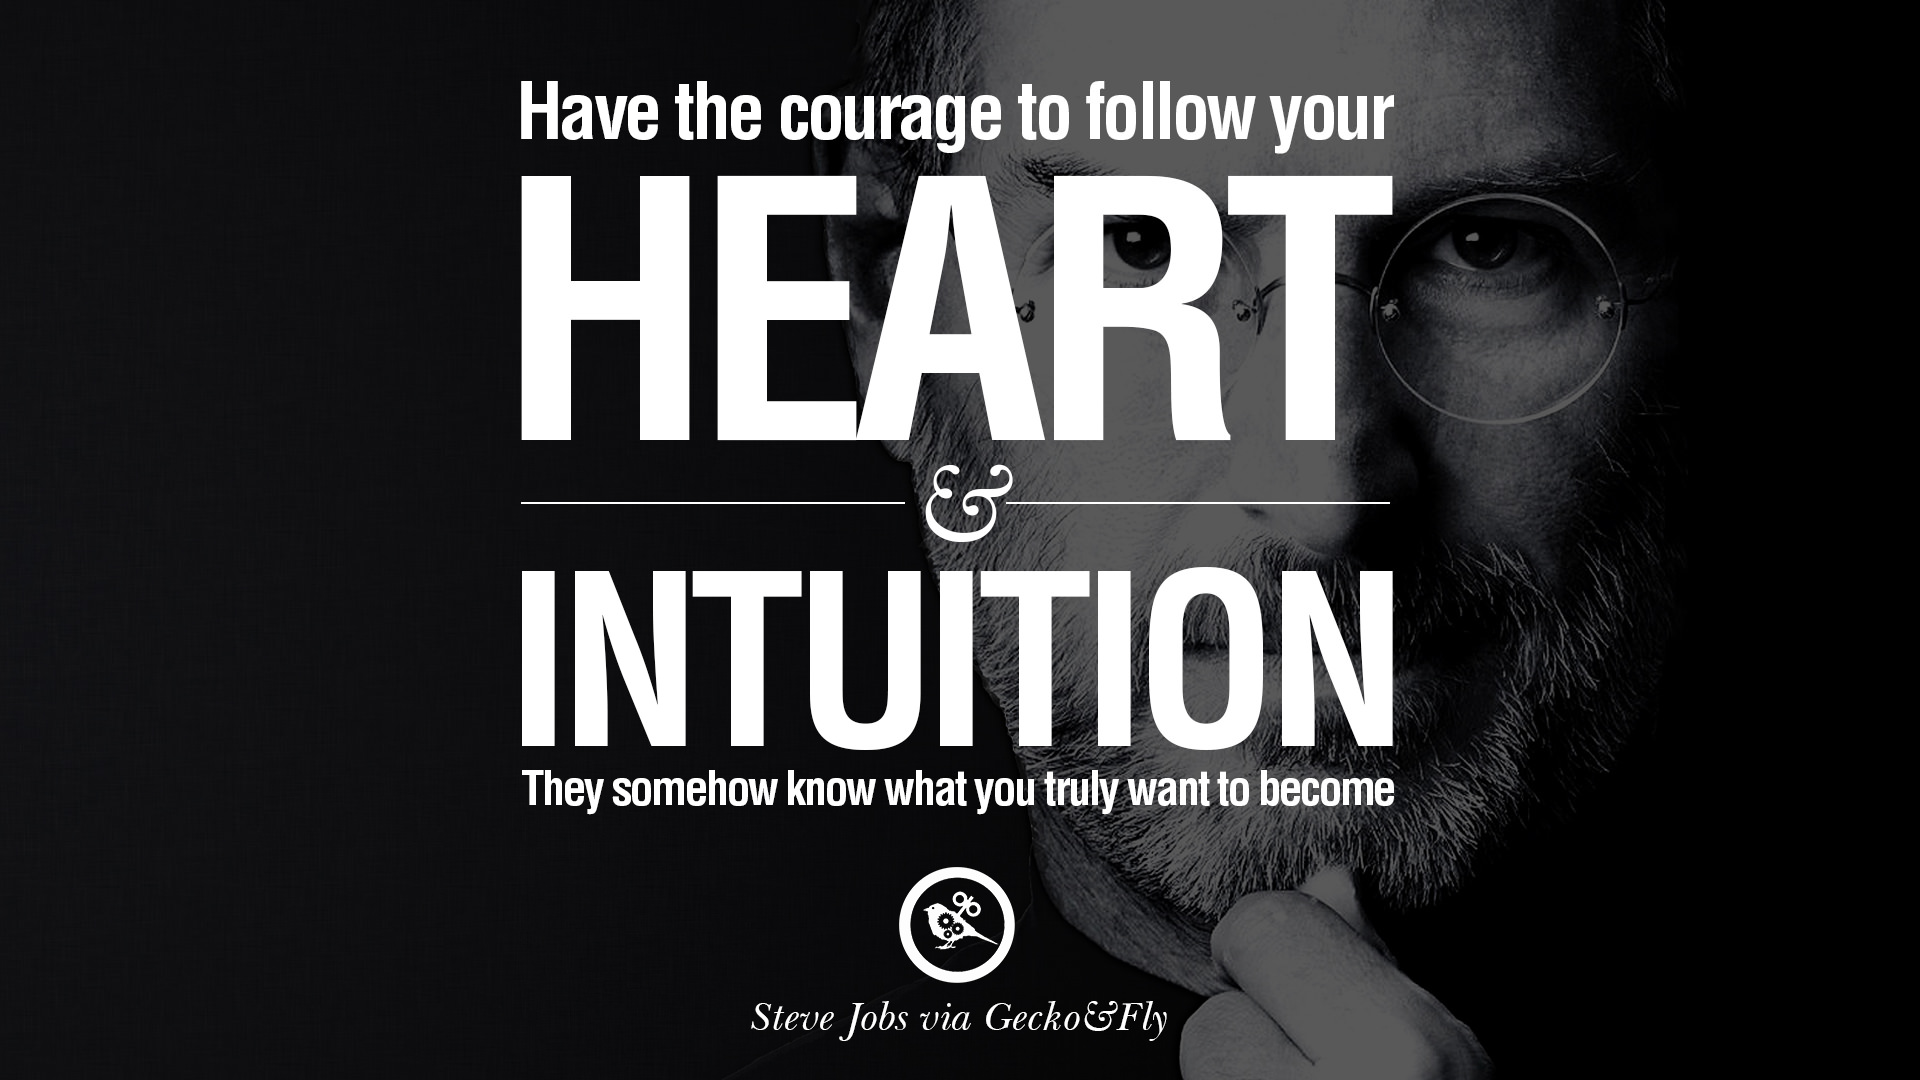 Have the courage to follow your
HEART
&
INTUITION
They somehow know what you truly want to become
Steve Jobs via Gecko&Fly